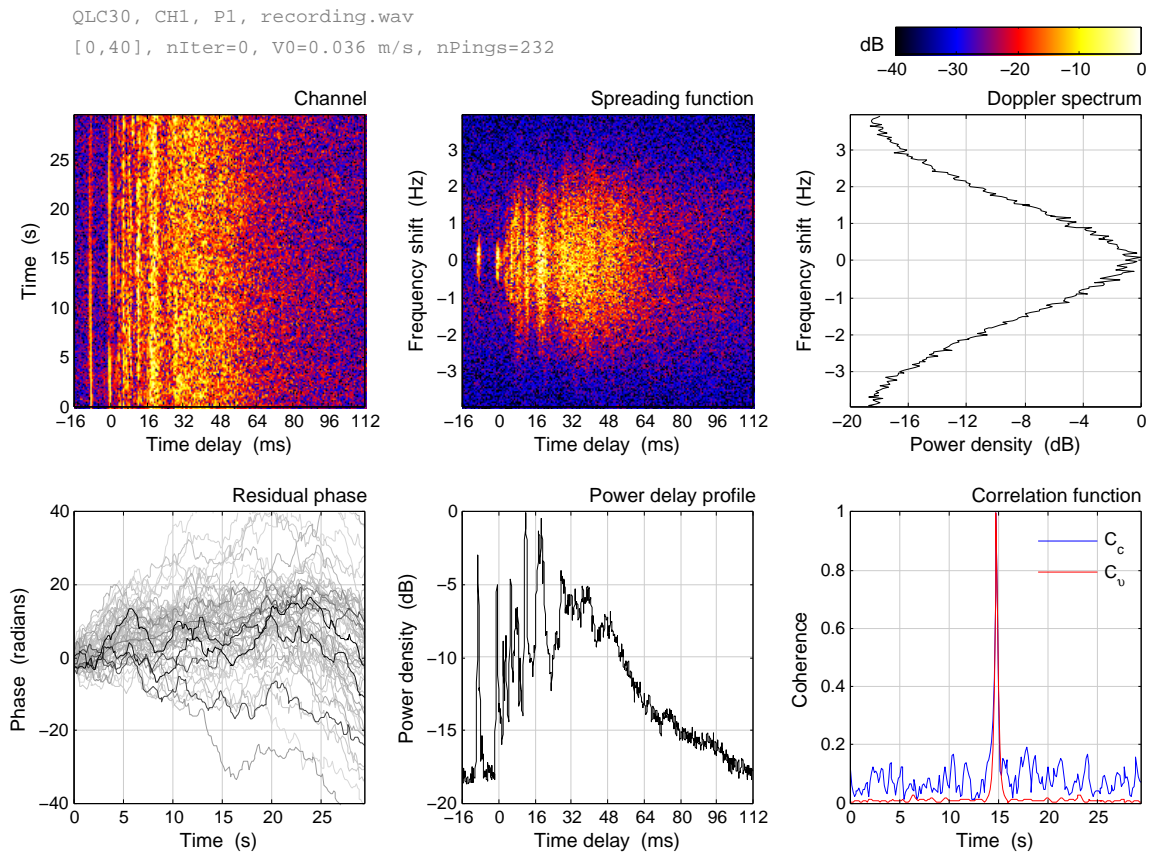 QLC30, CH1, P1, recording.wav
[0,40], nIter=0, V0=0.036 m/s, nPings=232
dB
−40 −30 −20 −10 0
Channel
Time (s)
25
20
15
10
5
0
−16 0 16 32 48 64 80 96 112
Time delay (ms)
Spreading function
Frequency shift (Hz)
3
2
1
0
−1
−2
−3
−16 0 16 32 48 64 80 96 112
Time delay (ms)
Doppler spectrum
Frequency shift (Hz)
3
2
1
0
−1
−2
−3
−20 −16 −12 −8 −4 0
Power density (dB)
Residual phase
Phase (radians)
40
20
0
−20
−40
0 5 10 15 20 25
Time (s)
Power delay profile
Power density (dB)
0
−5
−10
−15
−20
−16 0 16 32 48 64 80 96 112
Time delay (ms)
Correlation function
Coherence
1
0.8
0.6
0.4
0.2
0
C_c
C_υ
0 5 10 15 20 25
Time (s)